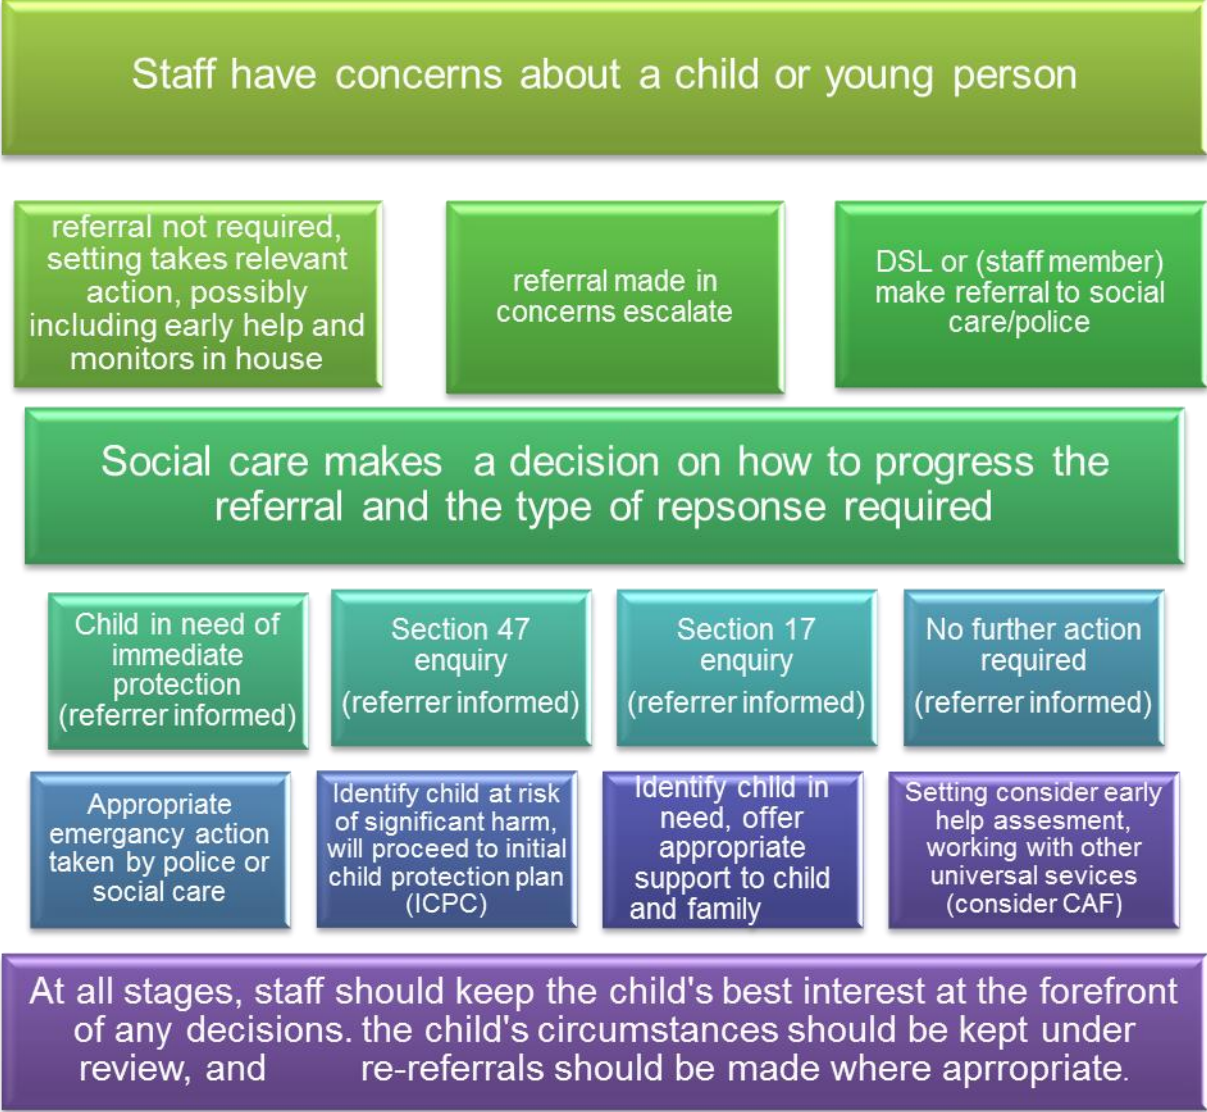 Staff have concerns about a child or young person
referral not required,
setting takes relevant
action, possibly
including early help and
monitors in house
referral made in
concerns escalate
DSL or (staff member)
make referral to social
care/police
Social care makes a decision on how to progress the
referral and the type of repsonse required
Child in need of
immediate
protection
(referrer informed)
Section 47
enquiry
(referrer informed)
Section 17
enquiry
(referrer informed)
No further action
required
(referrer informed)
Appropriate
emergancy action
taken by police or
social care
Identify child at risk
of significant harm,
will proceed to initial
child protection plan
(ICPC)
Identify child in
need, offer
appropriate
support to child
and family
Setting consider early
help assesment,
working with other
universal sevices
(consider CAF)
At all stages, staff should keep the child's best interest at the forefront
of any decisions. the child's circumstances should be kept under
review, and re-referrals should be made where aprropriate.